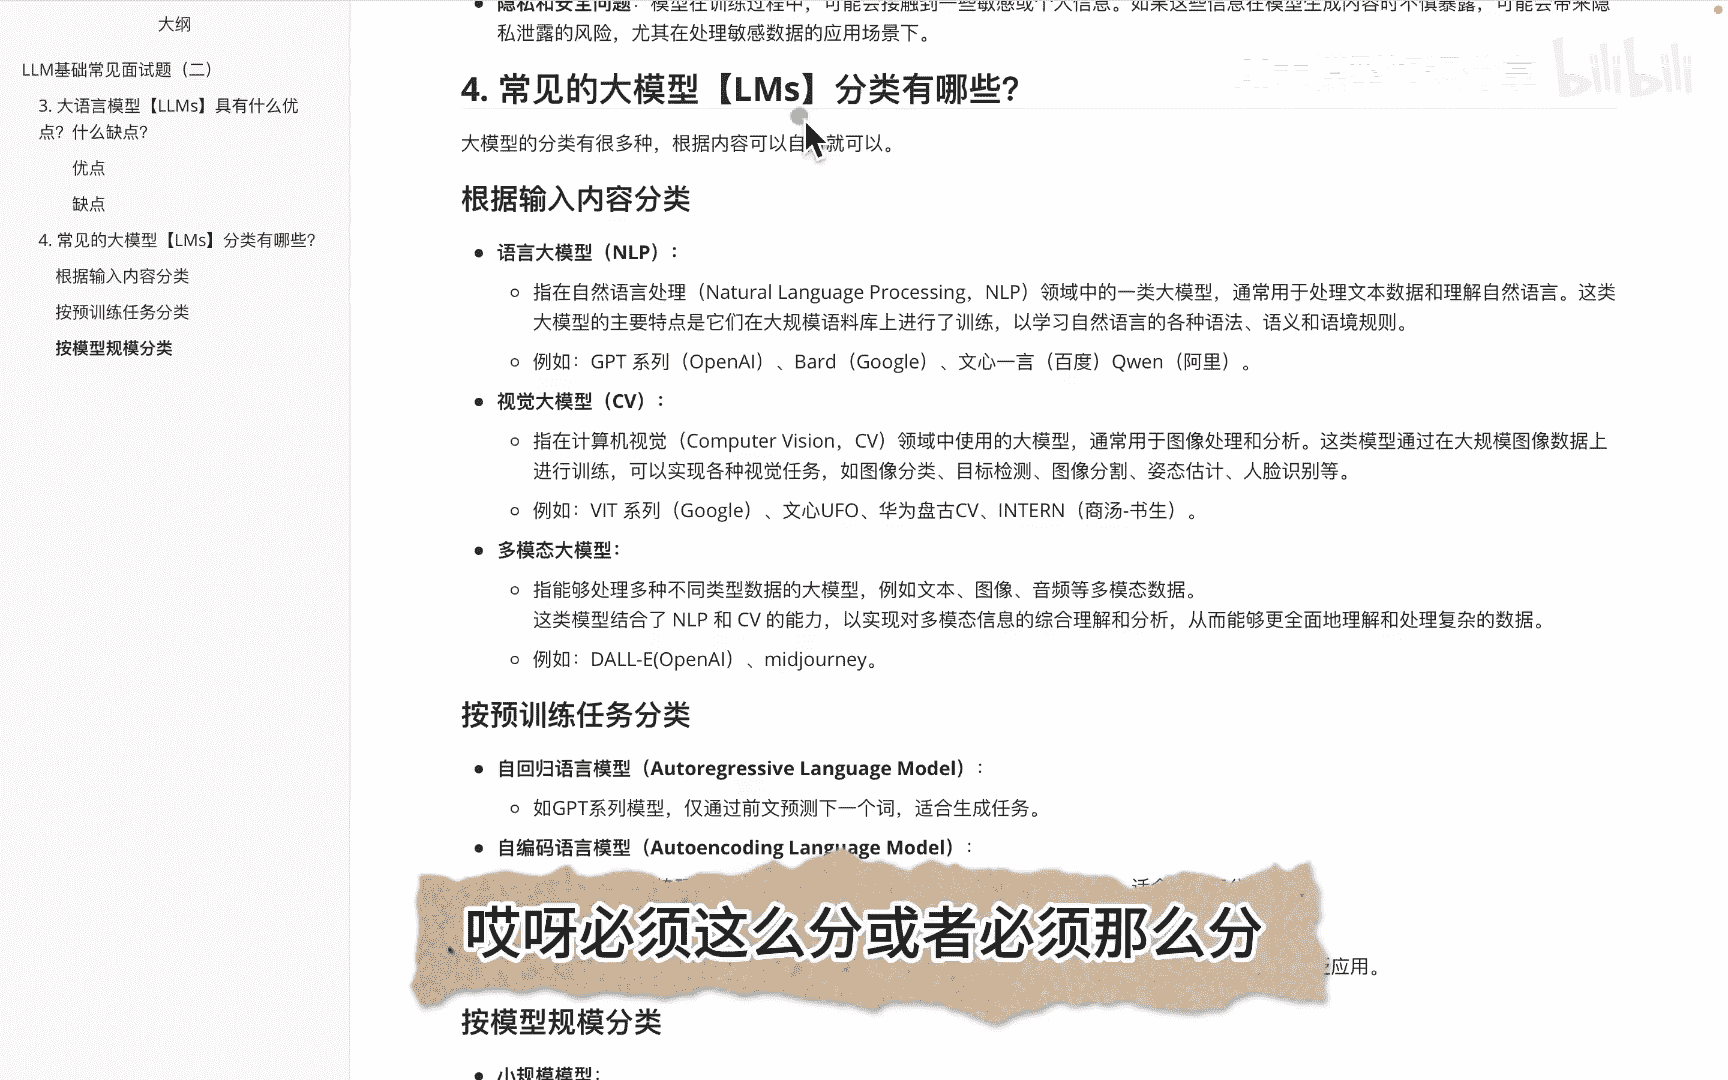 大纲
LLM基础常见面试题（二）
3. 大语言模型【LLMs】具有什么优
点？什么缺点？
优点
缺点
4. 常见的大模型【LMs】分类有哪些？
根据输入内容分类
按预训练任务分类
按模型规模分类
隐私和安全问题：模型在训练过程中，可能会接触到一些敏感或个人信息。如果这些信息在模型生成内容时不慎暴露，可能会带来隐
私泄露的风险，尤其在处理敏感数据的应用场景下。
bilibili
4. 常见的大模型【LMs】分类有哪些？
大模型的分类有很多种，根据内容可以自 就可以。
根据输入内容分类
语言大模型（NLP）：
指在自然语言处理（Natural Language Processing，NLP）领域中的一类大模型，通常用于处理文本数据和理解自然语言。这类
大模型的主要特点是它们在大规模语料库上进行了训练，以学习自然语言的各种语法、语义和语境规则。
例如：GPT 系列（OpenAI）、Bard（Google）、文心一言（百度）Qwen（阿里）。
视觉大模型（CV）：
指在计算机视觉（Computer Vision，CV）领域中使用的大模型，通常用于图像处理和分析。这类模型通过在大规模图像数据上
进行训练，可以实现各种视觉任务，如图像分类、目标检测、图像分割、姿态估计、人脸识别等。
例如：VIT 系列（Google）、文心UFO、华为盘古CV、INTERN（商汤-书生）。
多模态大模型：
指能够处理多种不同类型数据的大模型，例如文本、图像、音频等多模态数据。
这类模型结合了 NLP 和 CV 的能力，以实现对多模态信息的综合理解和分析，从而能够更全面地理解和处理复杂的数据。
例如：DALL-E(OpenAI）、midjourney。
按预训练任务分类
自回归语言模型（Autoregressive Language Model）：
如GPT系列模型，仅通过前文预测下一个词，适合生成任务。
自编码语言模型（Autoencoding Language Model）：
哎呀必须这么分或者必须那么分
应用。
按模型规模分类
小规模模型：